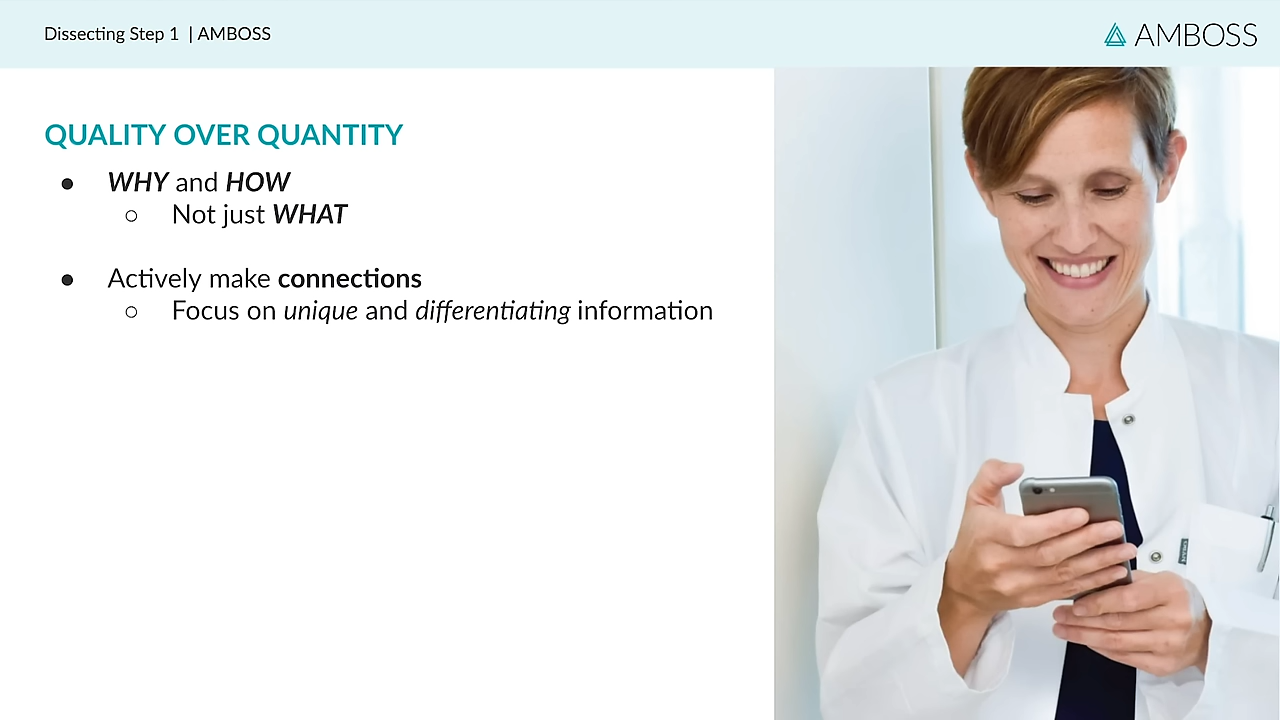 Dissecting Step 1 | AMBOSS
AMBOSS
QUALITY OVER QUANTITY
● WHY and HOW
○ Not just WHAT
● Actively make connections
○ Focus on unique and differentiating information